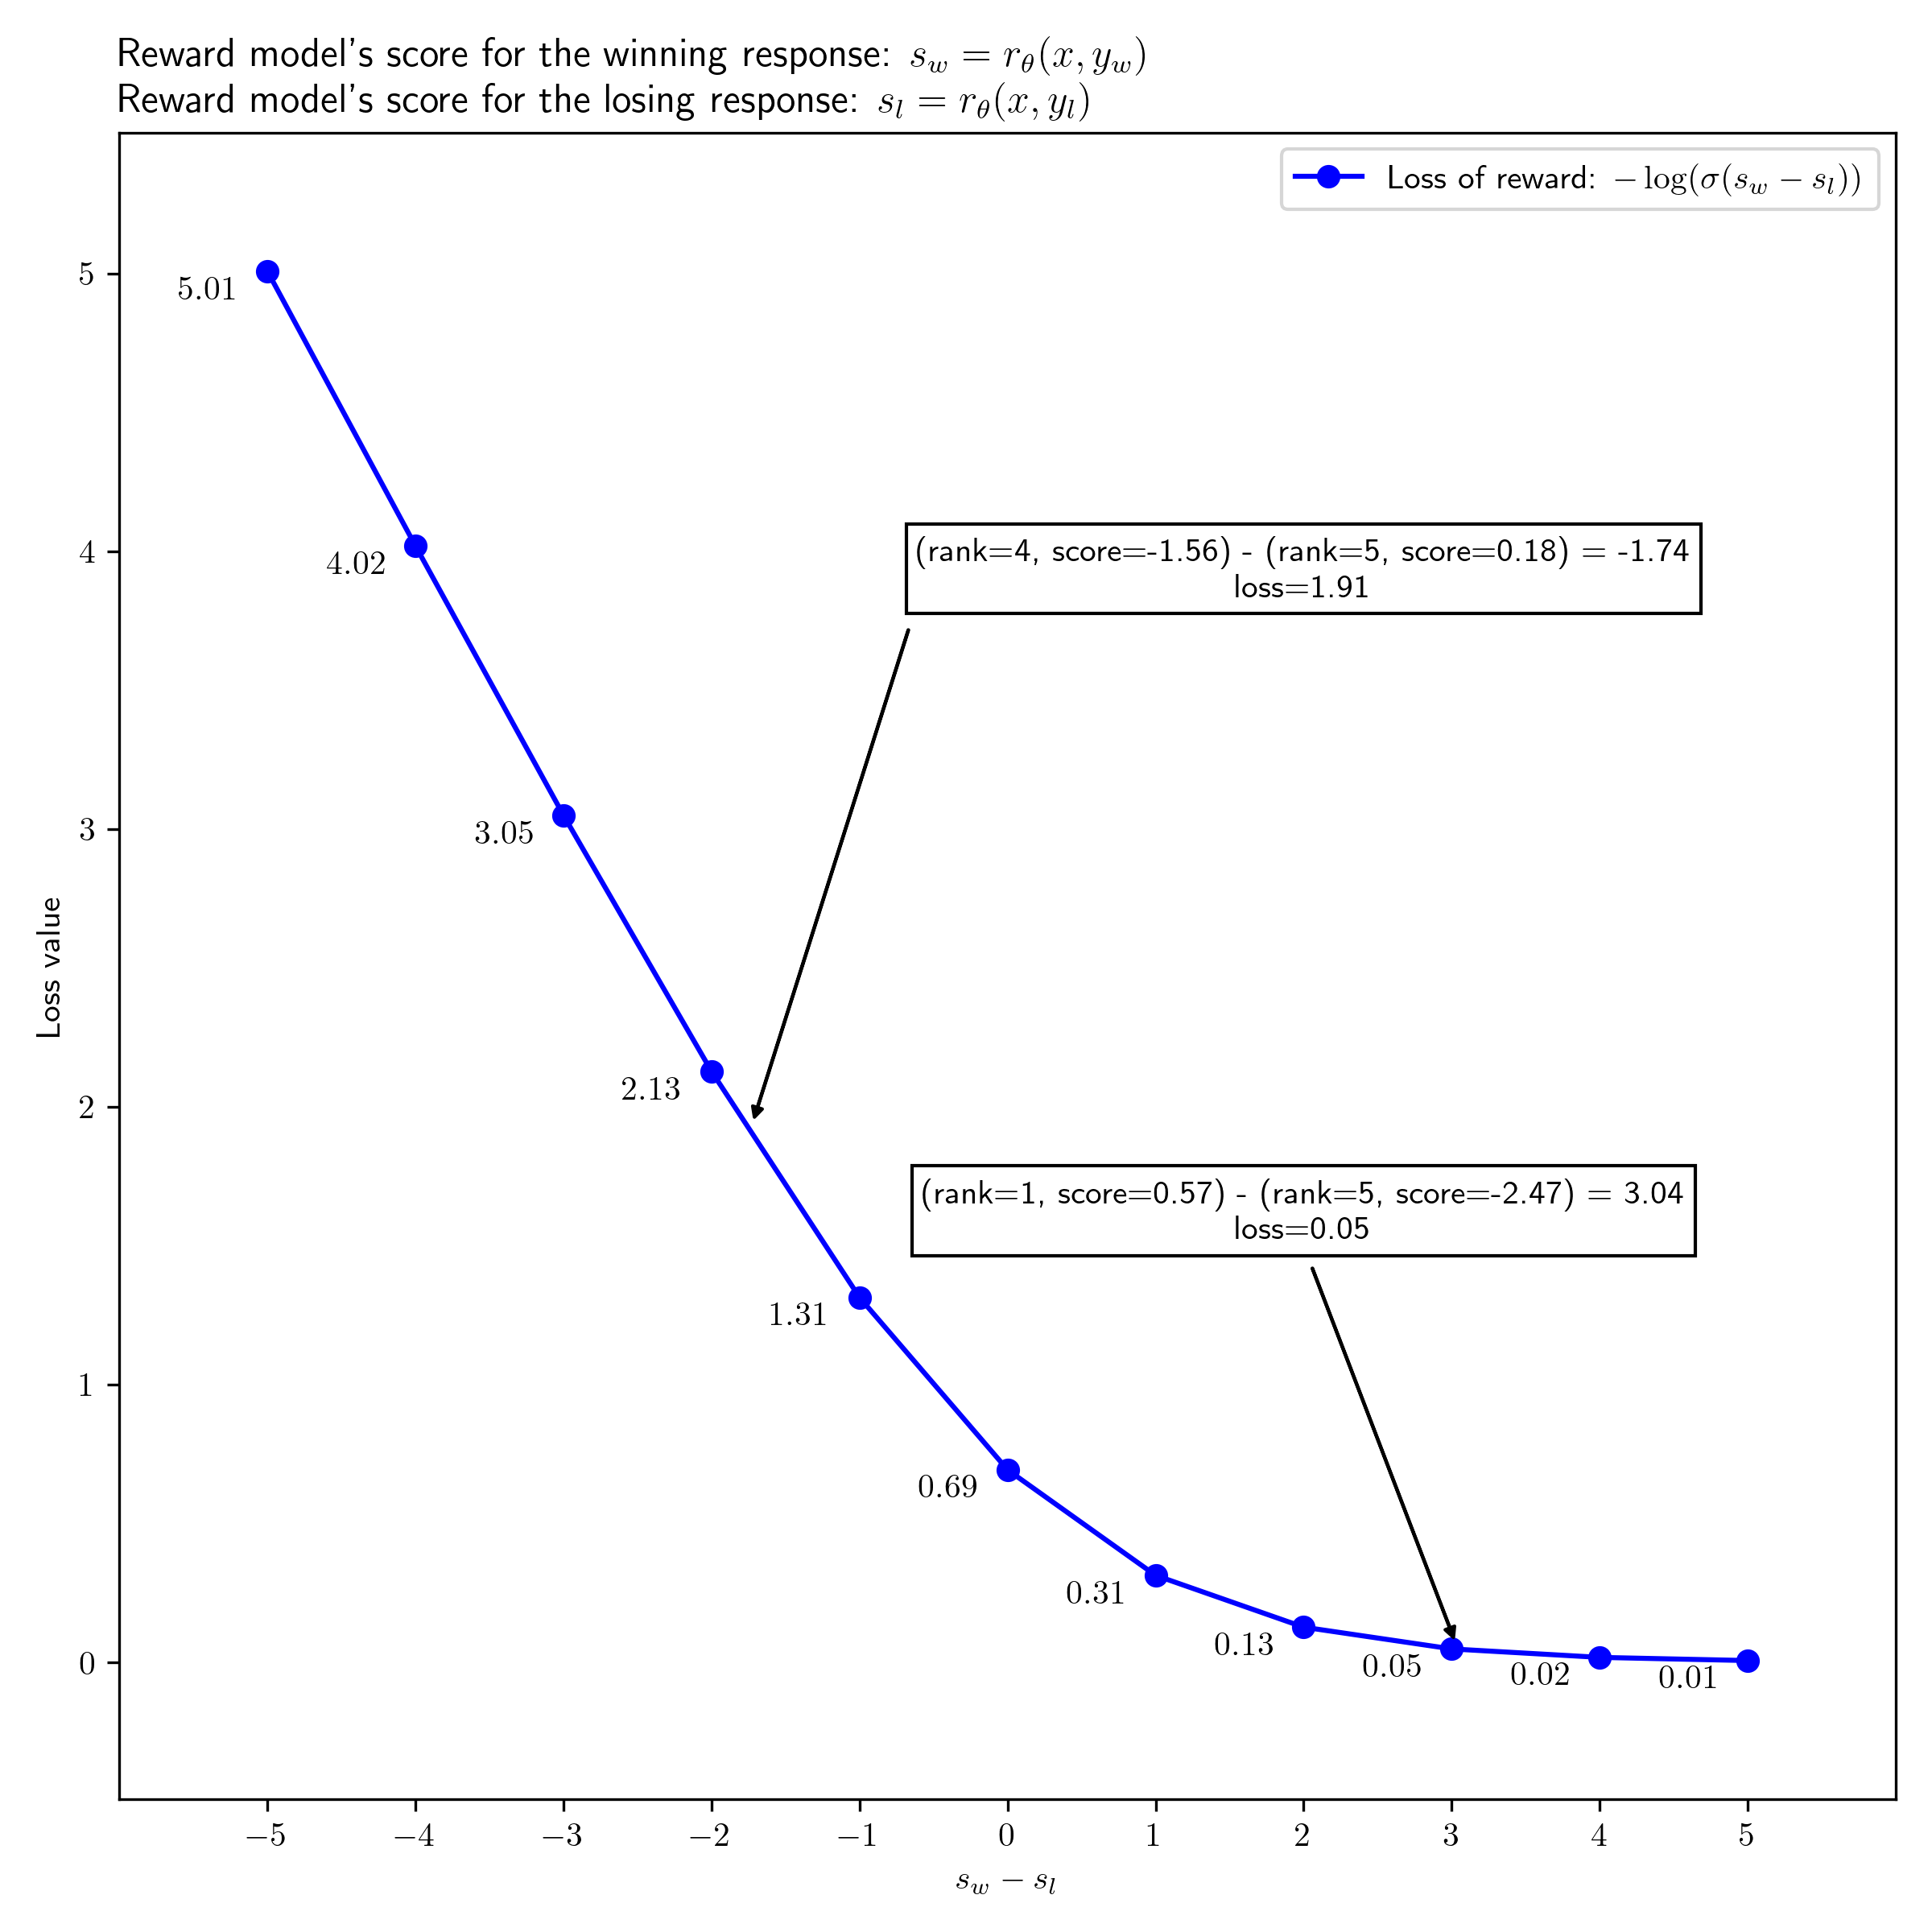 Reward model's score for the winning response: $s_w = r_\theta(x, y_w)$
Reward model's score for the losing response: $s_l = r_\theta(x, y_l)$
Loss of reward: $-\log(\sigma(s_w - s_l))$
5
4
3
2
1
0
Loss value
5.01
4.02
3.05
2.13
1.31
0.69
0.31
0.13
0.05
0.02
0.01
(rank=4, score=-1.56) - (rank=5, score=0.18) = -1.74
loss=1.91
(rank=1, score=0.57) - (rank=5, score=-2.47) = 3.04
loss=0.05
−5 −4 −3 −2 −1 0 1 2 3 4 5
$s_w - s_l$